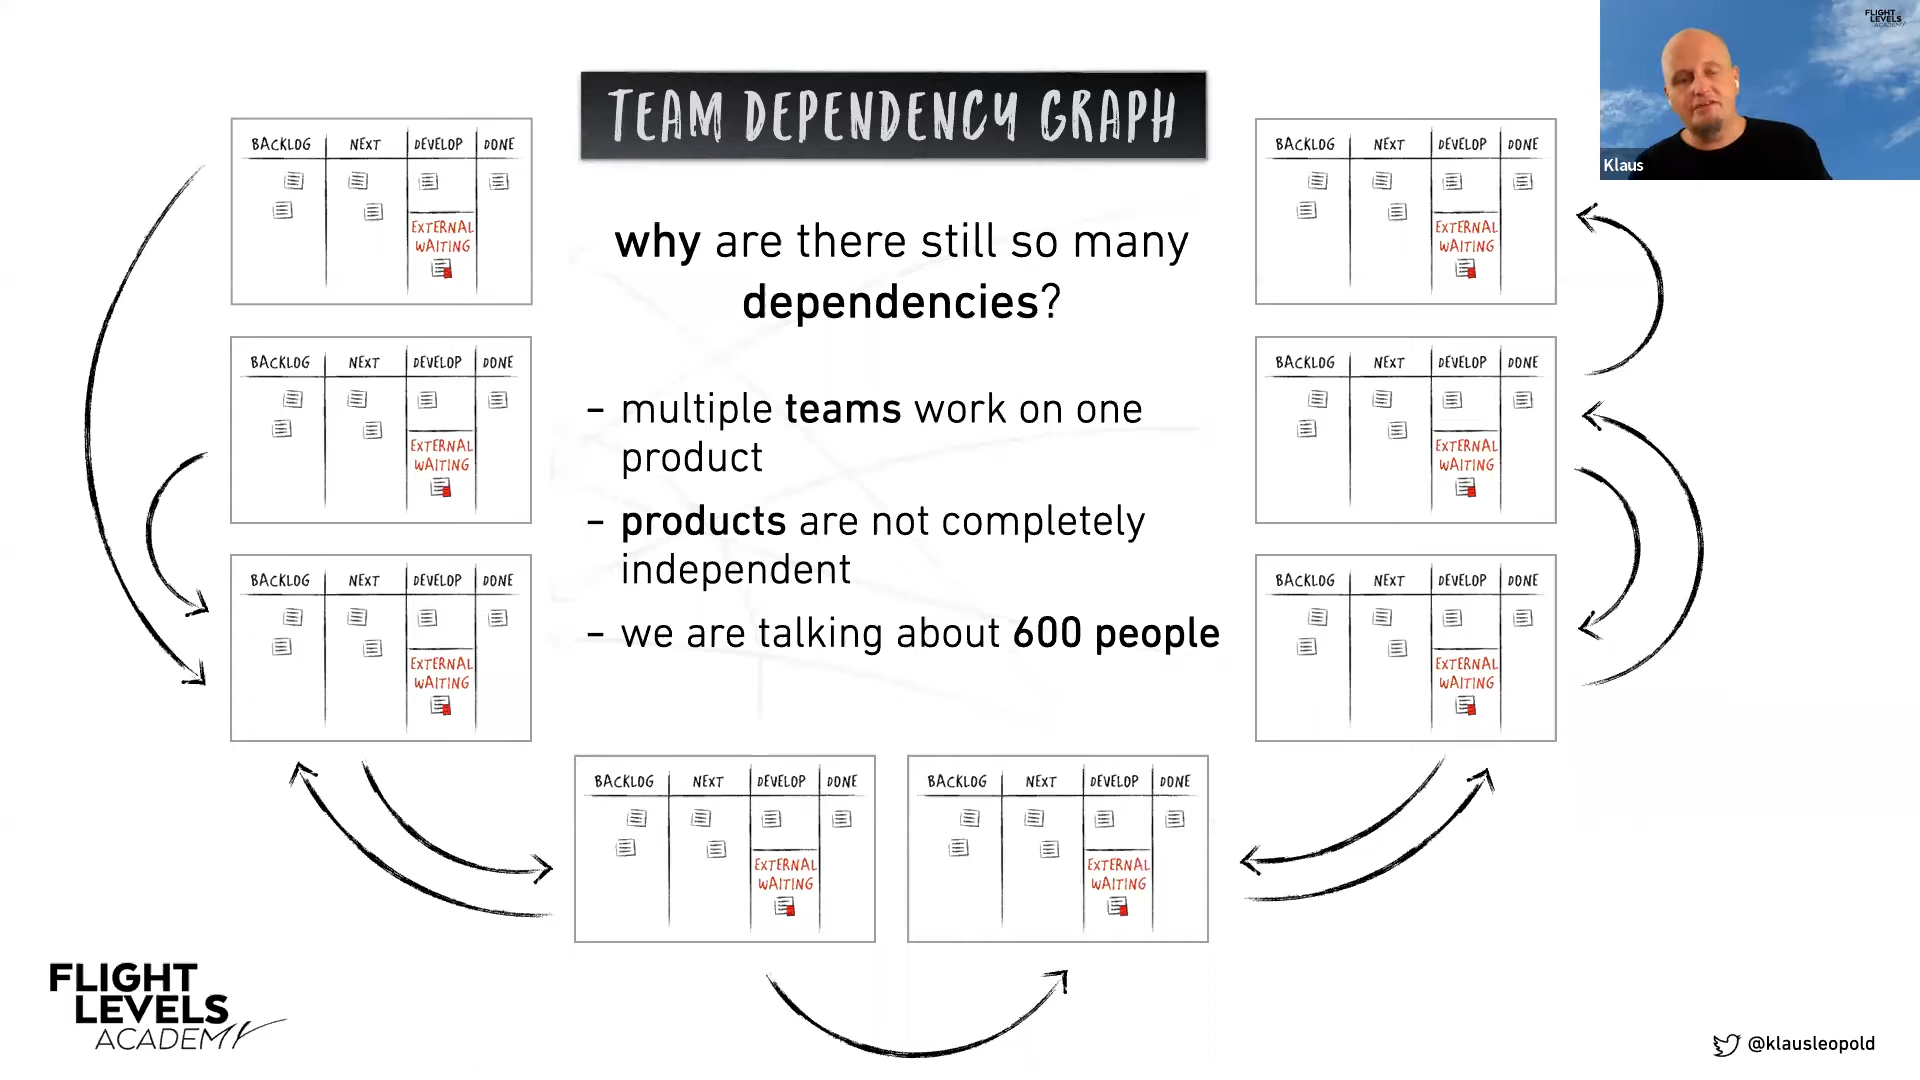 TEAM DEPENDENCY GRAPH
FLIGHT
LEVELS
ACADEMY
Klaus
BACKLOG NEXT DEVELOP DONE
EXTERNAL
WAITING
BACKLOG NEXT DEVELOP DONE
EXTERNAL
WAITING
BACKLOG NEXT DEVELOP DONE
EXTERNAL
WAITING
why are there still so many
dependencies?
– multiple teams work on one
product
– products are not completely
independent
– we are talking about 600 people
BACKLOG NEXT DEVELOP DONE
EXTERNAL
WAITING
BACKLOG NEXT DEVELOP DONE
EXTERNAL
WAITING
BACKLOG NEXT DEVELOP DONE
EXTERNAL
WAITING
BACKLOG NEXT DEVELOP DONE
EXTERNAL
WAITING
BACKLOG NEXT DEVELOP DONE
EXTERNAL
WAITING
FLIGHT
LEVELS
ACADEMY
@klausleopold